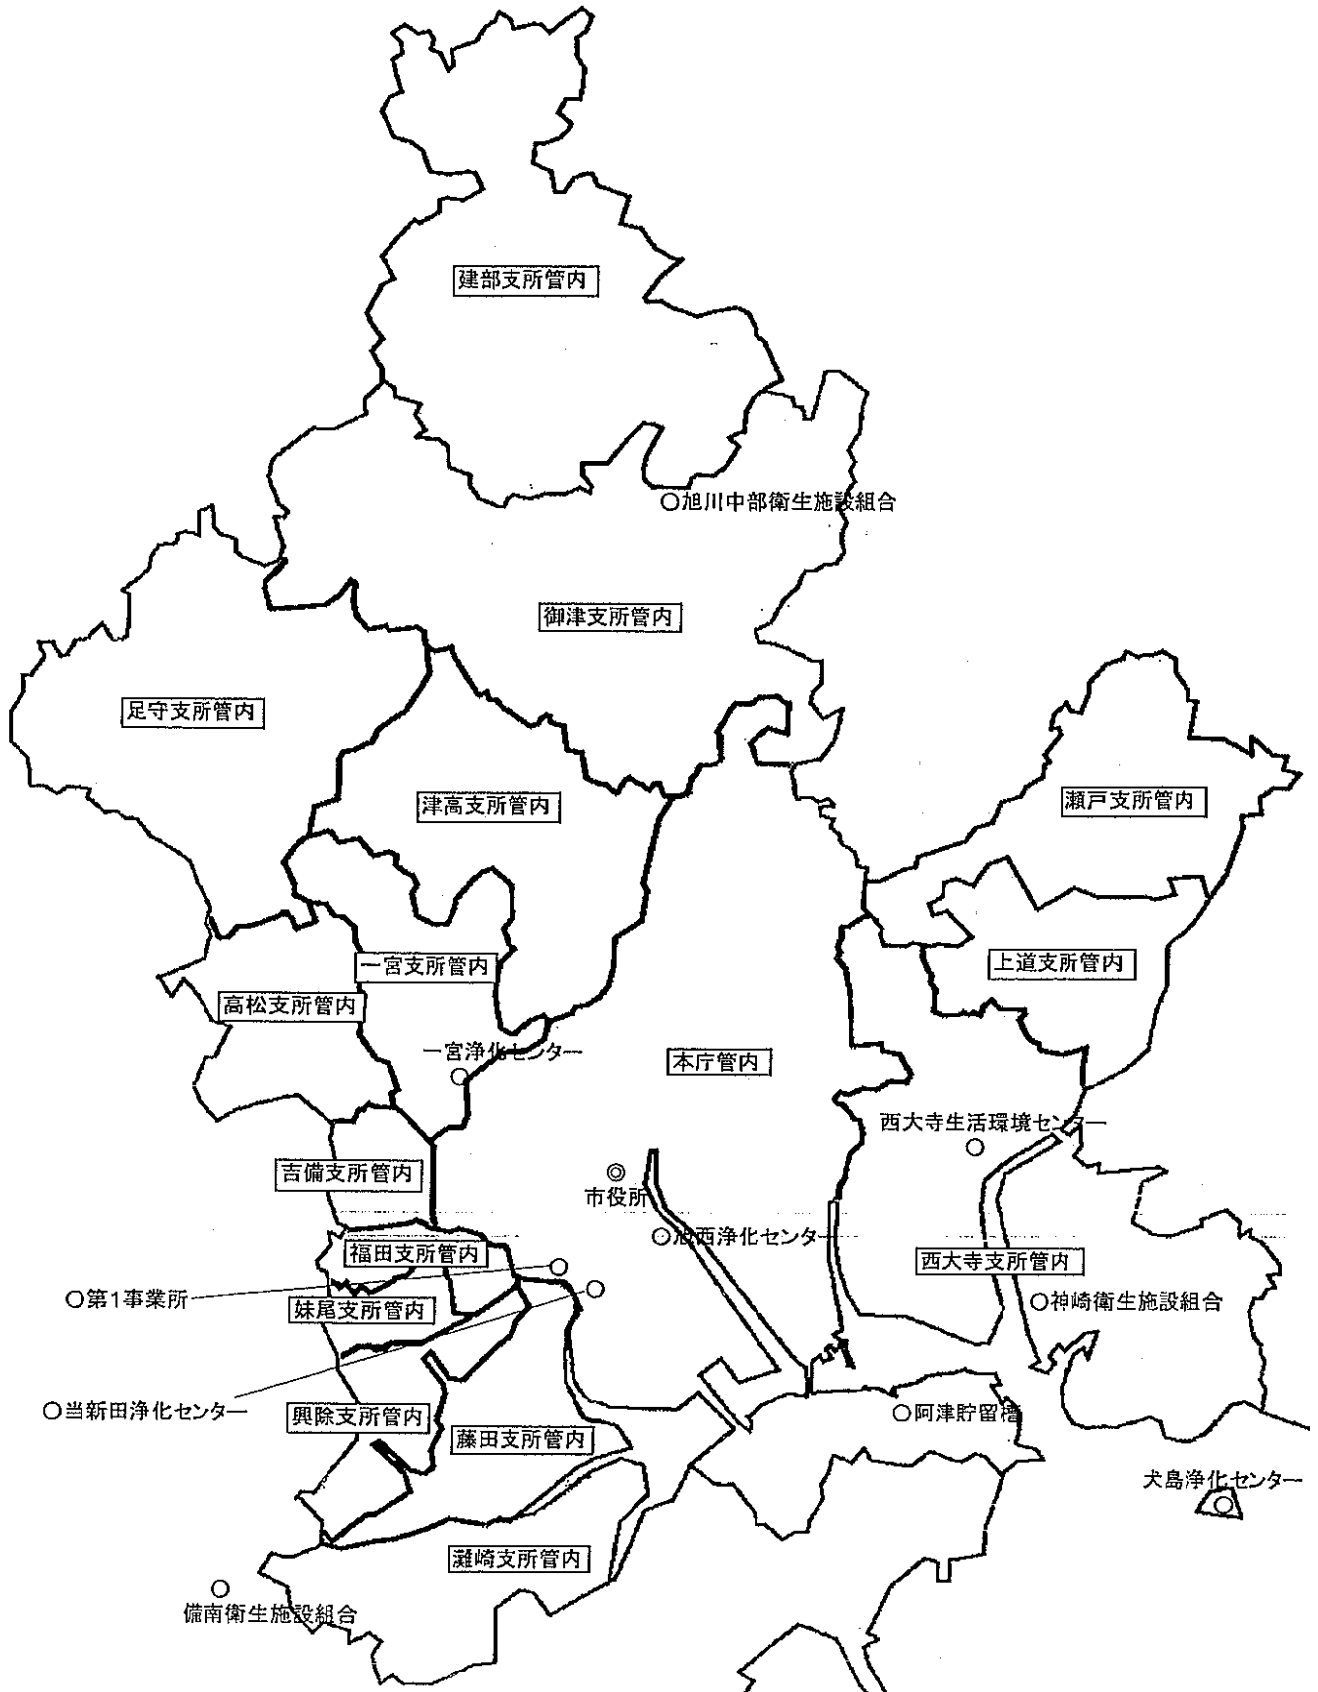 建部支所管内
○旭川中部衛生施設組合
御津支所管内
足守支所管内
津高支所管内
瀬戸支所管内
一宮支所管内
上道支所管内
高松支所管内
一宮浄化センター
本庁管内
西大寺生活環境センター
吉備支所管内
市役所
○旭西浄化センター
福田支所管内
西大寺支所管内
○第1事業所
妹尾支所管内
○神崎衛生施設組合
○当新田浄化センター
興除支所管内
○阿津貯留槽
藤田支所管内
犬島浄化センター
灘崎支所管内
備南衛生施設組合